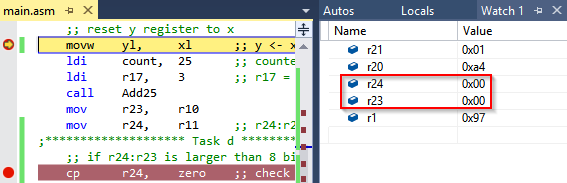 main.asm
;; reset y register to x
movw yl, xl ;; y <- x
ldi count, 25 ;; counte
ldi r17, 3 ;; r17 =
call Add25
mov r23, r10
mov r24, r11 ;; r24:r2
;******************** Task d ********
;; if r24:r23 is larger than 8 bi
cp r24, zero ;; check
Autos Locals Watch 1
Name Value
r21 0x01
r20 0xa4
r24 0x00
r23 0x00
r1 0x97